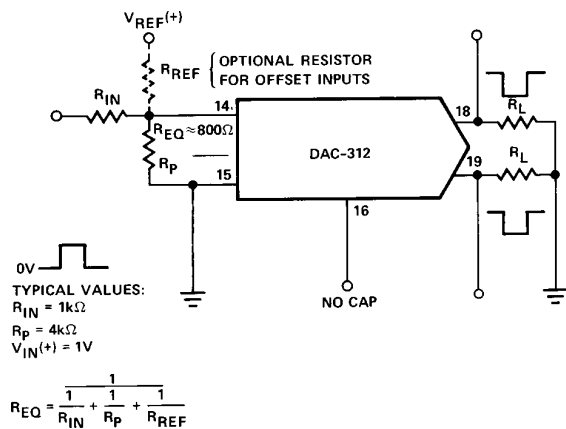 VREF(+)
RREF { OPTIONAL RESISTOR
FOR OFFSET INPUTS
RIN
14
REQ ≈ 800Ω
RP
15
DAC-312
16
18
RL
19
RL
NO CAP
0V
TYPICAL VALUES:
RIN = 1kΩ
RP = 4kΩ
VIN(+) = 1V
REQ = 1 / (1/RIN + 1/RP + 1/RREF)